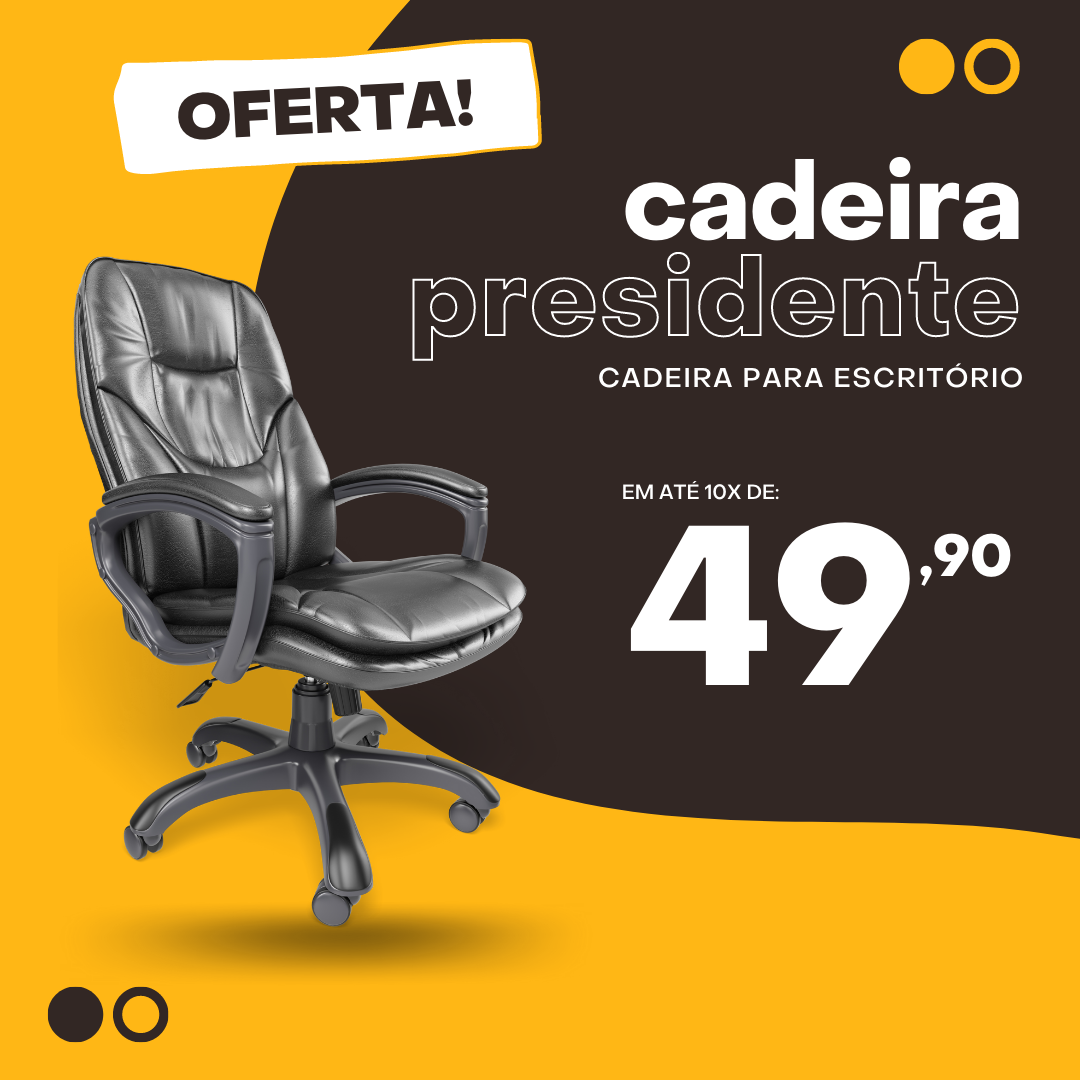 OFERTA!
cadeira
presidente
CADEIRA PARA ESCRITÓRIO
EM ATÉ 10X DE:
49,90